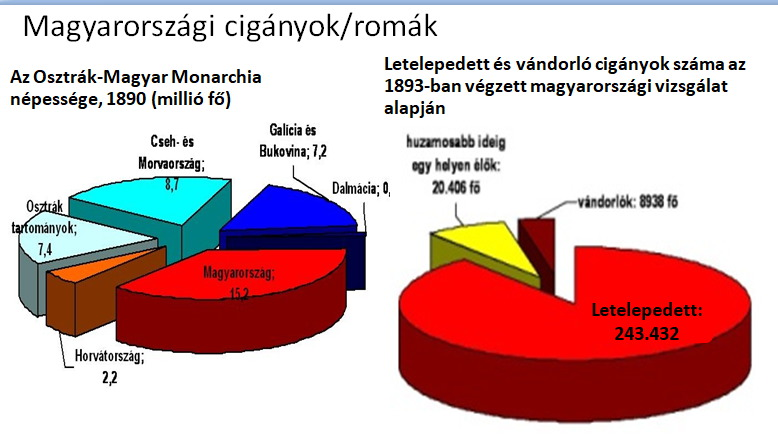 Magyarországi cigányok/romák
Az Osztrák-Magyar Monarchia
népessége, 1890 (millió fő)
Cseh- és
Morvaország;
8,7
Galícia és
Bukovina; 7,2
Dalmácia; 0,
Osztrák
tartományok;
7,4
Magyarország;
15,2
Horvátország;
2,2
Letelepedett és vándorló cigányok száma az
1893-ban végzett magyarországi vizsgálat
alapján
huzamosabb ideig
egy helyen élők:
20.406 fő
vándorlók: 8938 fő
Letelepedett:
243.432